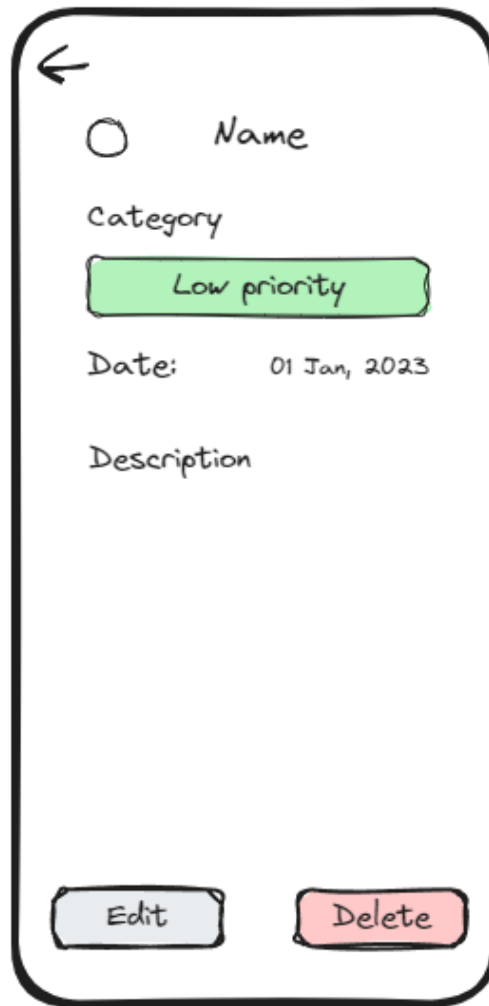 Name
Category
Low priority
Date: 01 Jan, 2023
Description
Edit Delete